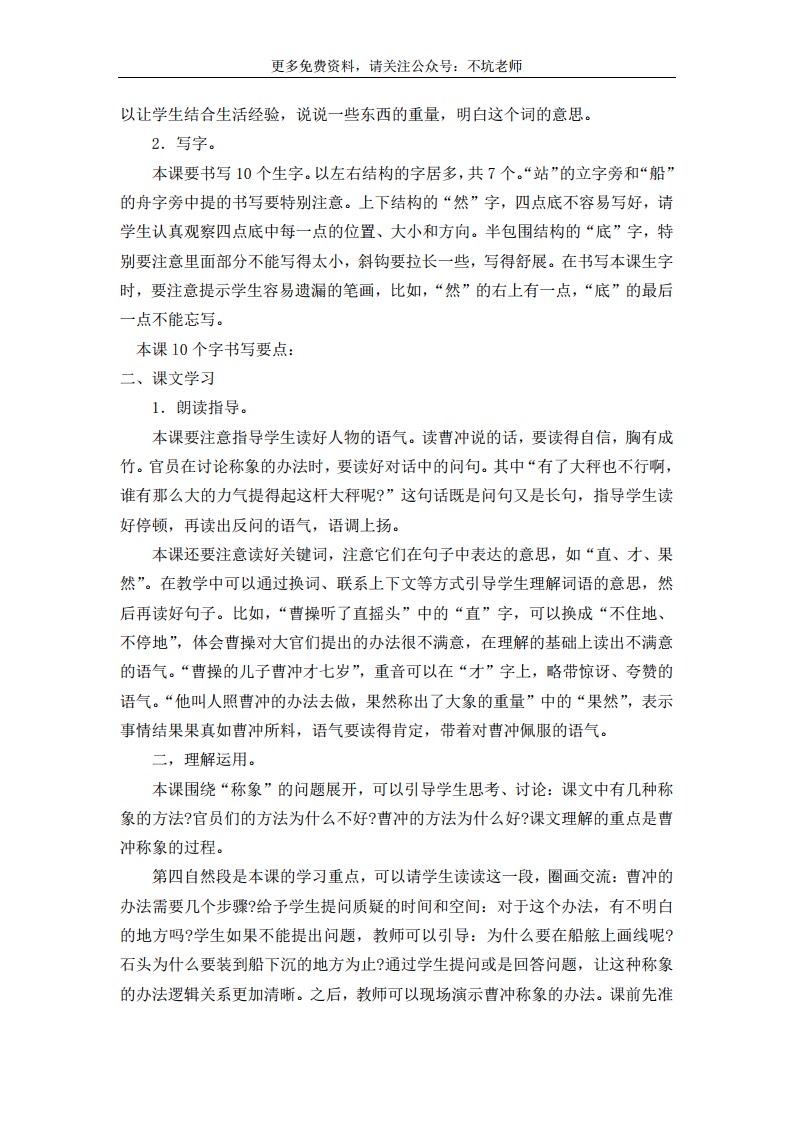 更多免费资料，请关注公众号：不坑老师
以让学生结合生活经验，说说一些东西的重量，明白这个词的意思。
2．写字。
本课要书写10个生字。以左右结构的字居多，共7个。“站”的立字旁和“船”
的舟字旁中提的书写要特别注意。上下结构的“然”字，四点底不容易写好，请
学生认真观察四点底中每一点的位置、大小和方向。半包围结构的“底”字，特
别要注意里面部分不能写得太小，斜钩要拉长一些，写得舒展。在书写本课生字
时，要注意提示学生容易遗漏的笔画，比如，“然”的右上有一点，“底”的最后
一点不能忘写。
本课l0个字书写要点：
二、课文学习
1．朗读指导。
本课要注意指导学生读好人物的语气。读曹冲说的话，要读得自信，胸有成
竹。官员在讨论称象的办法时，要读好对话中的问句。其中“有了大秤也不行啊，
谁有那么大的力气提得起这杆大秤呢?”这句话既是问句又是长句，指导学生读
好停顿，再读出反问的语气，语调上扬。
本课还要注意读好关键词，注意它们在句子中表达的意思，如“直、才、果
然”。在教学中可以通过换词、联系上下文等方式引导学生理解词语的意思，然
后再读好句子。比如，“曹操听了直摇头”中的“直”字，可以换成“不住地、
不停地”，体会曹操对大官们提出的办法很不满意，在理解的基础上读出不满意
的语气。“曹操的儿子曹冲才七岁”，重音可以在“才”字上，略带惊讶、夸赞的
语气。“他叫人照曹冲的办法去做，果然称出了大象的重量”中的“果然”，表示
事情结果果真如曹冲所料，语气要读得肯定，带着对曹冲佩服的语气。
二，理解运用。
本课围绕“称象”的问题展开，可以引导学生思考、讨论：课文中有几种称
象的方法?官员们的方法为什么不好?曹冲的方法为什么好?课文理解的重点是曹
冲称象的过程。
第四自然段是本课的学习重点，可以请学生读读这一段，圈画交流：曹冲的
办法需要几个步骤?给予学生提问质疑的时间和空间：对于这个办法，有不明白
的地方吗?学生如果不能提出问题，教师可以引导：为什么要在船舷上画线呢?
石头为什么要装到船下沉的地方为止?通过学生提问或是回答问题，让这种称象
的办法逻辑关系更加清晰。之后，教师可以现场演示曹冲称象的办法。课前先准